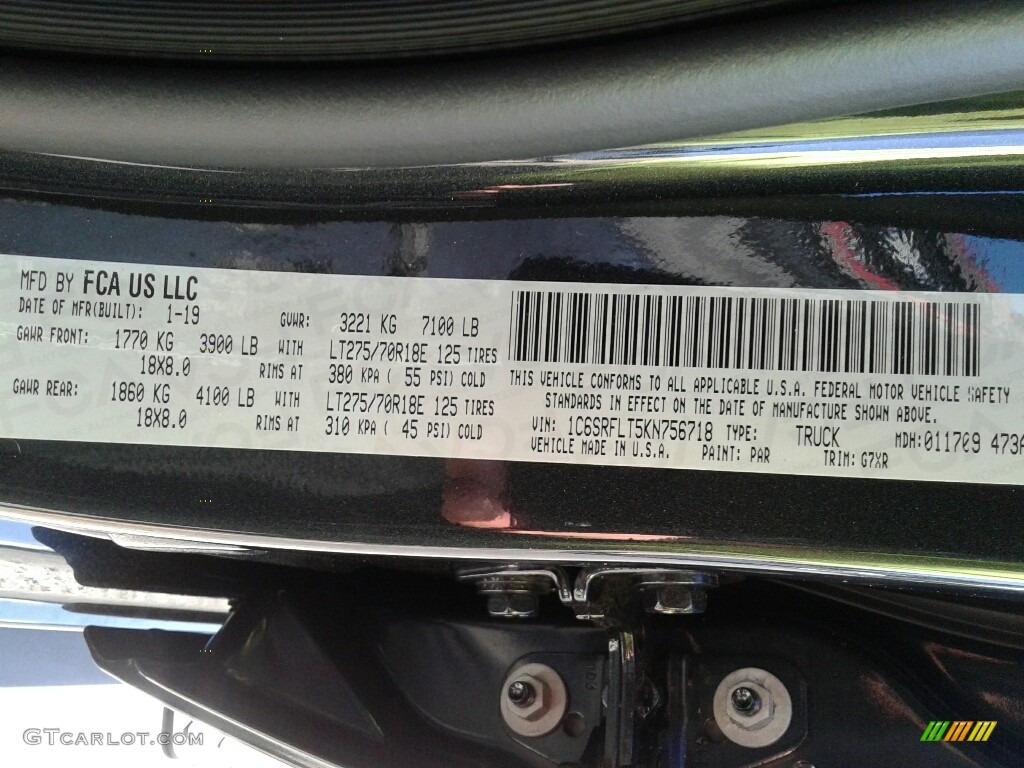 MFD BY FCA US LLC
DATE OF MFR(BUILT): 1-19 GVWR: 3221 KG 7100 LB
GAWR FRONT: 1770 KG 3900 LB WITH LT275/70R18E 125 TIRES
18X8.0 RIMS AT 380 KPA ( 55 PSI) COLD
GAWR REAR: 1860 KG 4100 LB WITH LT275/70R18E 125 TIRES
18X8.0 RIMS AT 310 KPA ( 45 PSI) COLD
THIS VEHICLE CONFORMS TO ALL APPLICABLE U.S.A. FEDERAL MOTOR VEHICLE SAFETY
STANDARDS IN EFFECT ON THE DATE OF MANUFACTURE SHOWN ABOVE.
VIN: 1C6SRFLT5KN756718 TYPE: TRUCK MDH:011709 473A
VEHICLE MADE IN U.S.A. PAINT: PAR TRIM: G7XR
GTCARLOT.COM